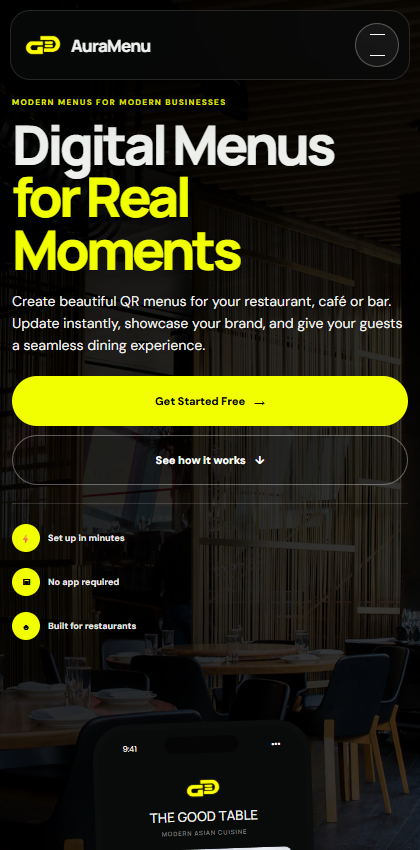 AuraMenu
MODERN MENUS FOR MODERN BUSINESSES
Digital Menus
for Real
Moments
Create beautiful QR menus for your restaurant, café or bar.
Update instantly, showcase your brand, and give your guests
a seamless dining experience.
Get Started Free →
See how it works ↓
Set up in minutes
No app required
Built for restaurants
9:41
THE GOOD TABLE
MODERN ASIAN CUISINE